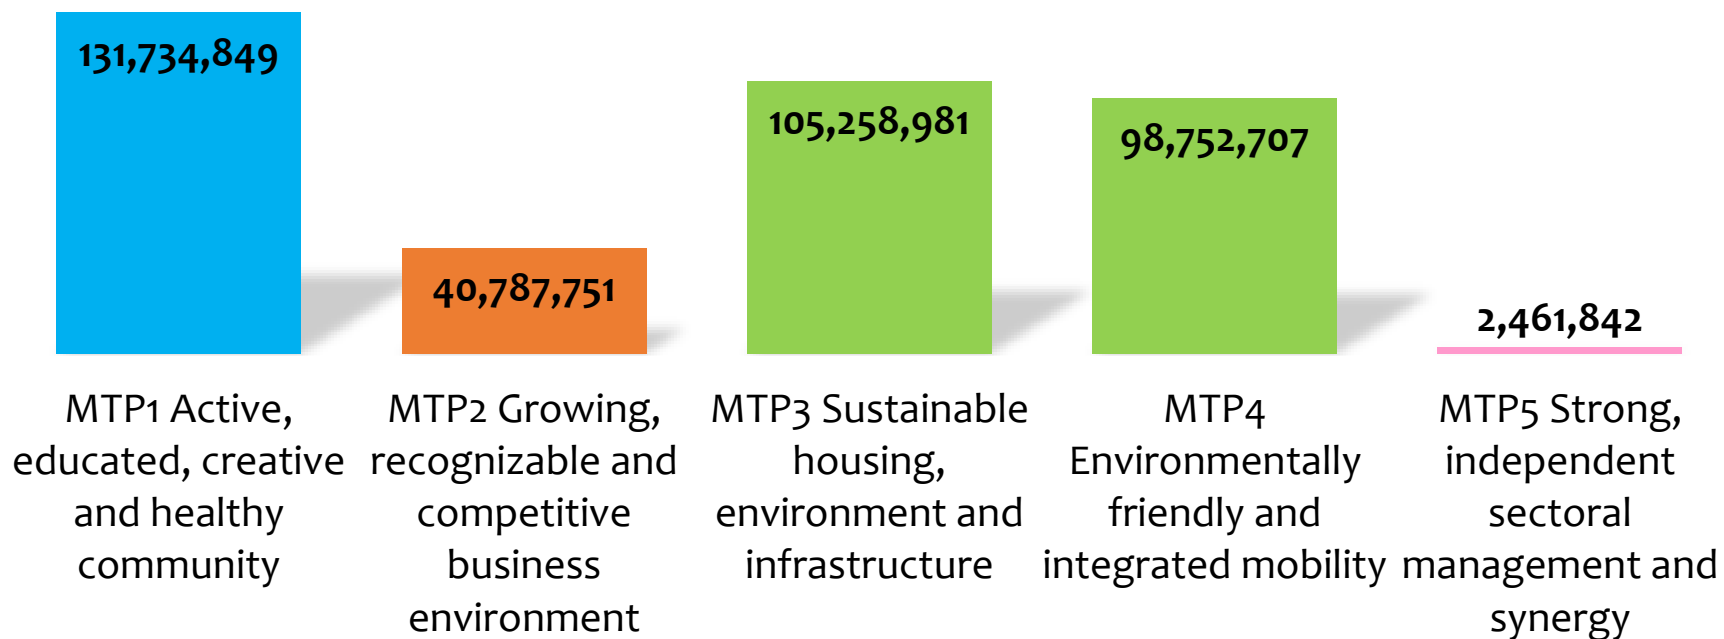 131,734,849
40,787,751
105,258,981
98,752,707
2,461,842
MTP1 Active,
educated, creative
and healthy
community
MTP2 Growing,
recognizable and
competitive
business
environment
MTP3 Sustainable
housing,
environment and
infrastructure
MTP4
Environmentally
friendly and
integrated mobility
MTP5 Strong,
independent
sectoral
management and
synergy